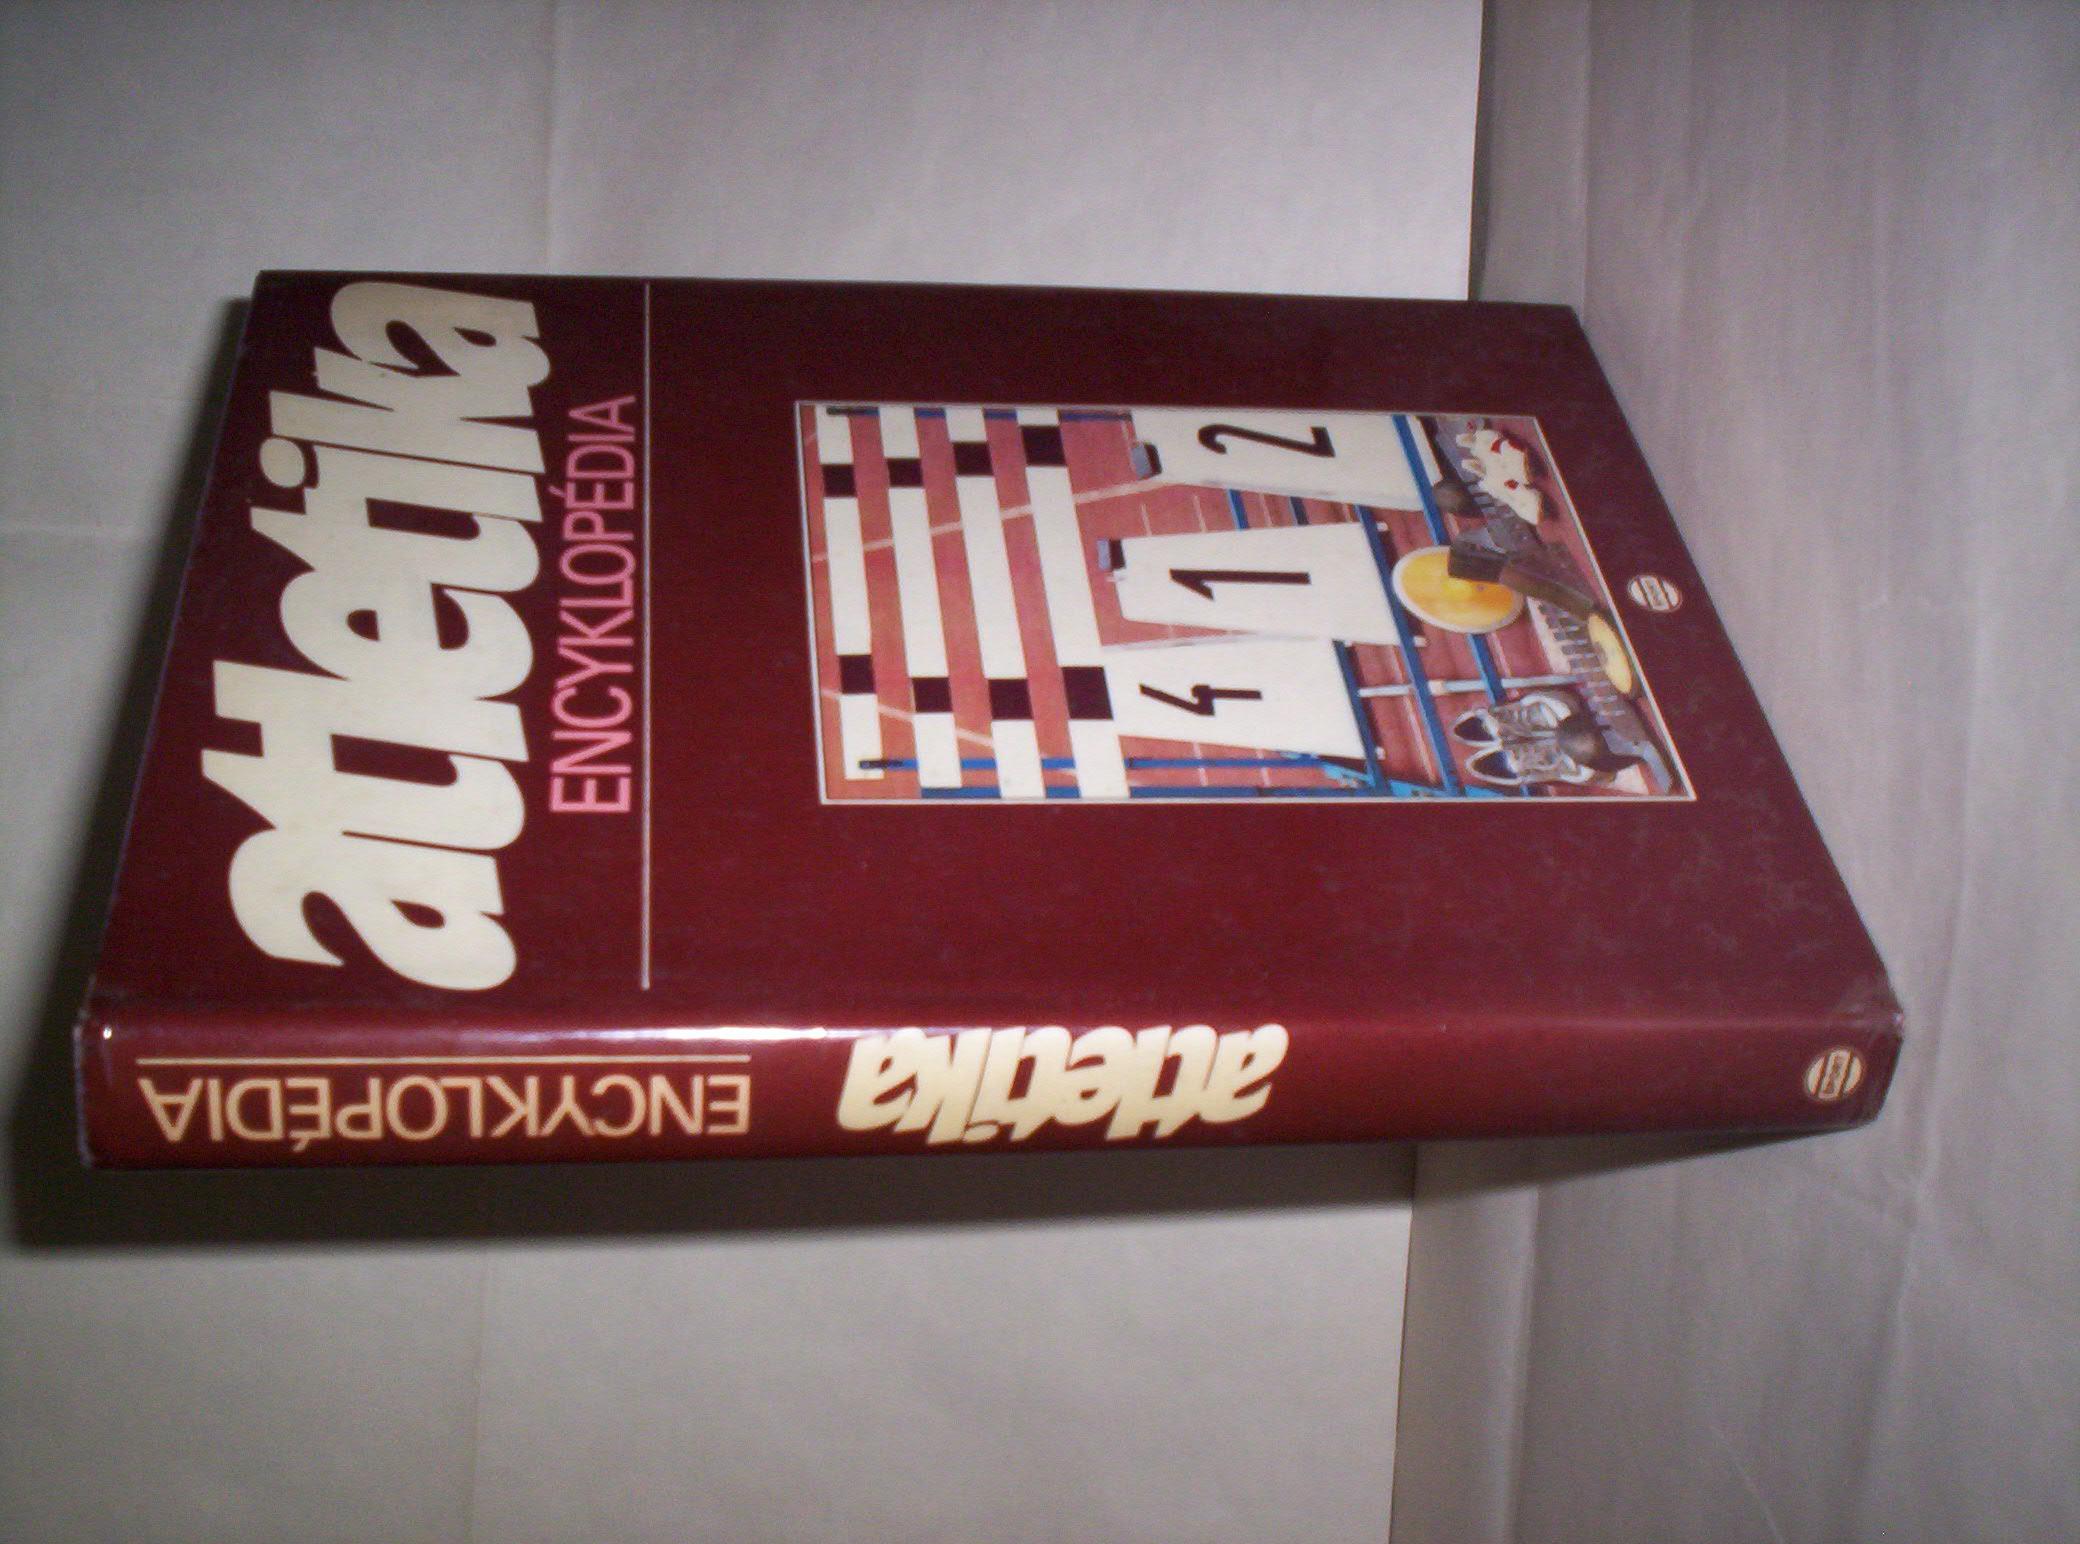 atletika
ENCYKLOPÉDIA
4 1 2
ENCYKLOPÉDIA
atletika